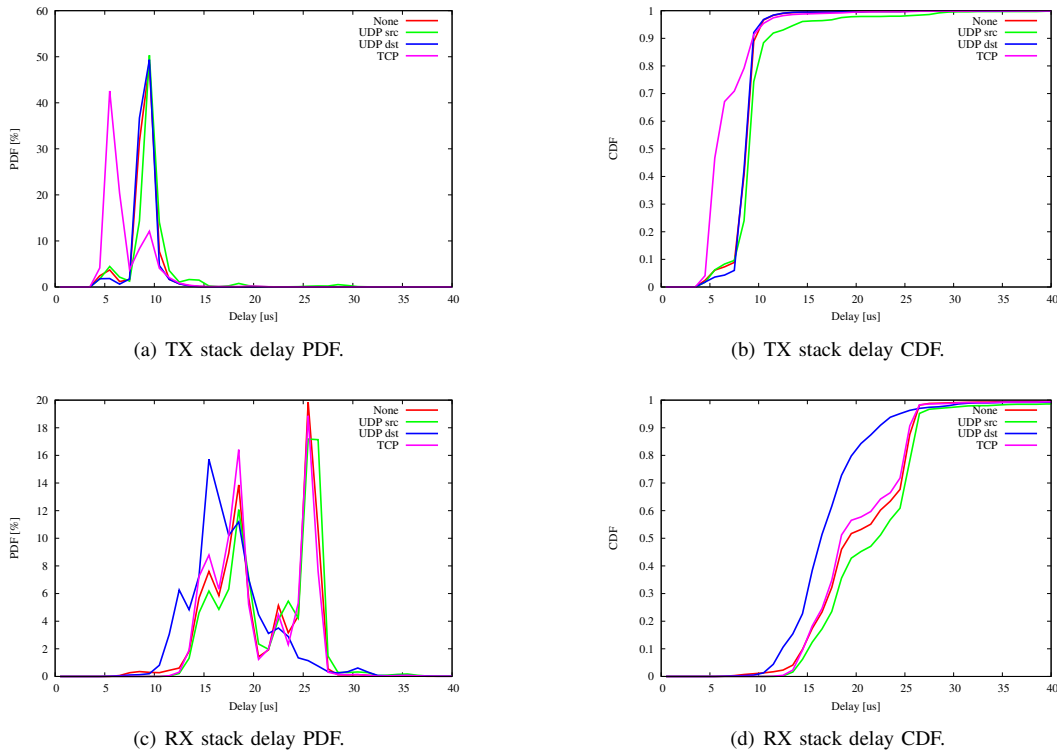 60
50
40
30
20
10
0
PDF [%]
0 5 10 15 20 25 30 35 40
Delay [us]
None
UDP src
UDP dst
TCP
(a) TX stack delay PDF.
1
0.9
0.8
0.7
0.6
0.5
0.4
0.3
0.2
0.1
0
CDF
0 5 10 15 20 25 30 35 40
Delay [us]
None
UDP src
UDP dst
TCP
(b) TX stack delay CDF.
20
18
16
14
12
10
8
6
4
2
0
PDF [%]
0 5 10 15 20 25 30 35 40
Delay [us]
None
UDP src
UDP dst
TCP
(c) RX stack delay PDF.
1
0.9
0.8
0.7
0.6
0.5
0.4
0.3
0.2
0.1
0
CDF
0 5 10 15 20 25 30 35 40
Delay [us]
None
UDP src
UDP dst
TCP
(d) RX stack delay CDF.